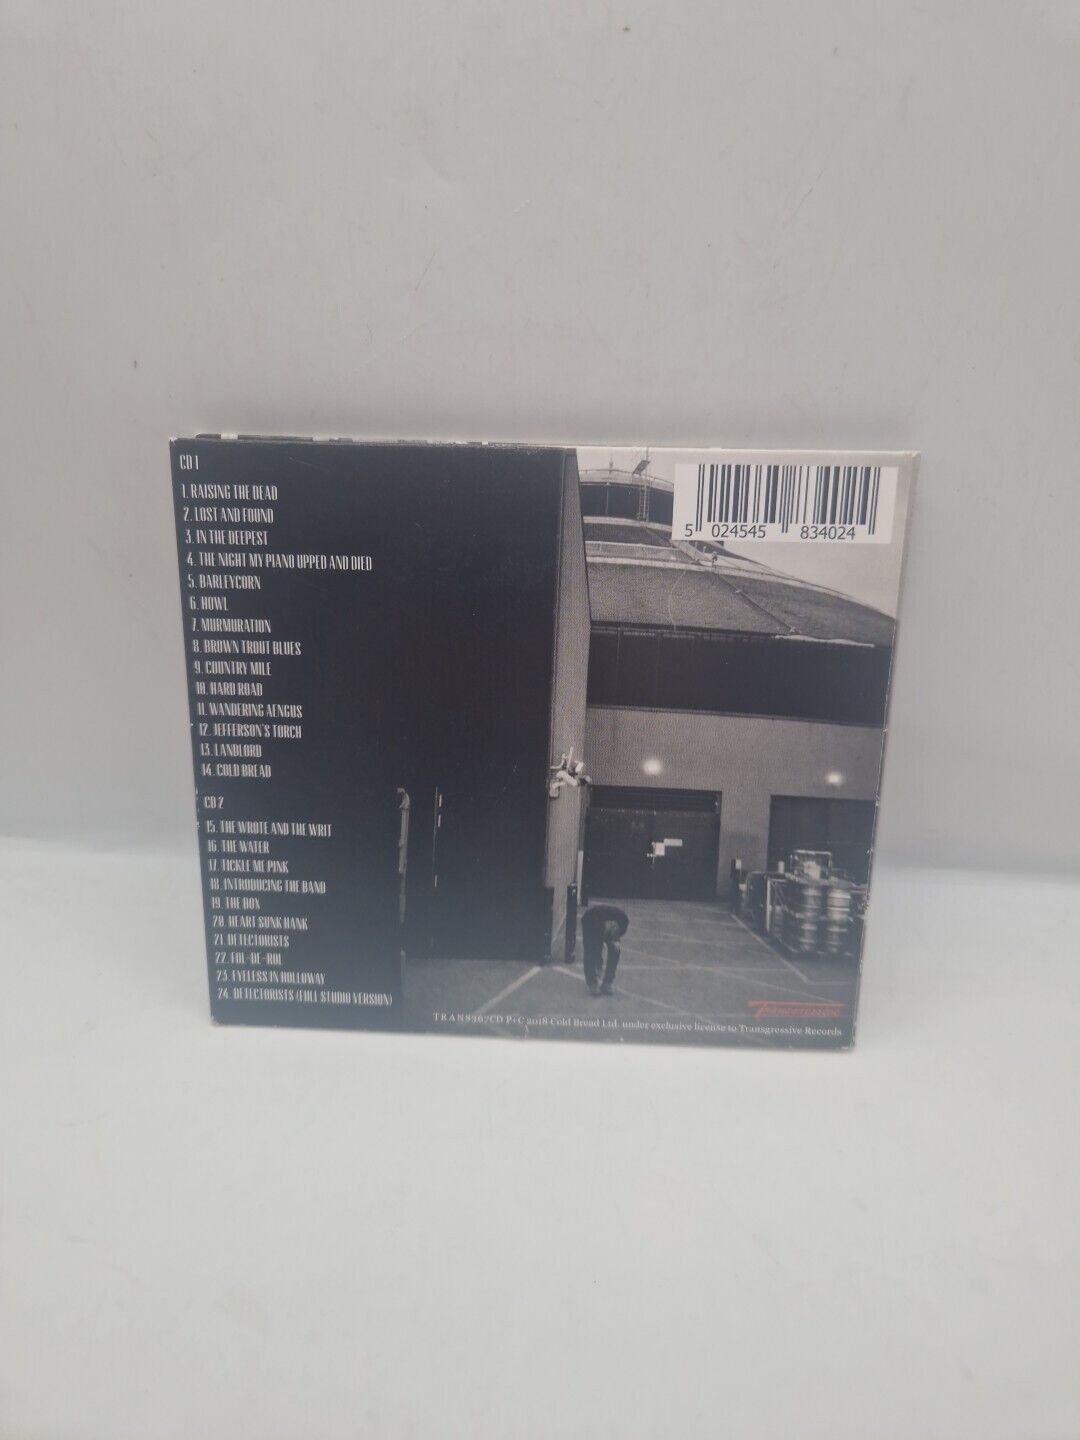 CD 1
1. RAISING THE DEAD
2. LOST AND FOUND
3. IN THE DEEPEST
4. THE NIGHT MY PIANO UPPED AND DIED
5. BARLEYCORN
6. HOWL
7. MURMURATION
8. BROWN TROUT BLUES
9. COUNTRY MILE
10. HARD ROAD
11. WANDERING AENGUS
12. JEFFERSON'S TORCH
13. LANDLORD
14. COLD BREAD
CD 2
15. THE WROTE AND THE WRIT
16. THE WATER
17. TICKLE ME PINK
18. INTRODUCING THE BAND
19. THE BOX
20. HEART SUNK HANK
21. DETECTORISTS
22. FOL-DE-ROL
23. EYELESS IN HOLLOWAY
24. DETECTORISTS (FULL STUDIO VERSION)
5 024545 834024
Transgressive
TRANS367CD P+C 2018 Cold Bread Ltd. under exclusive license to Transgressive Records